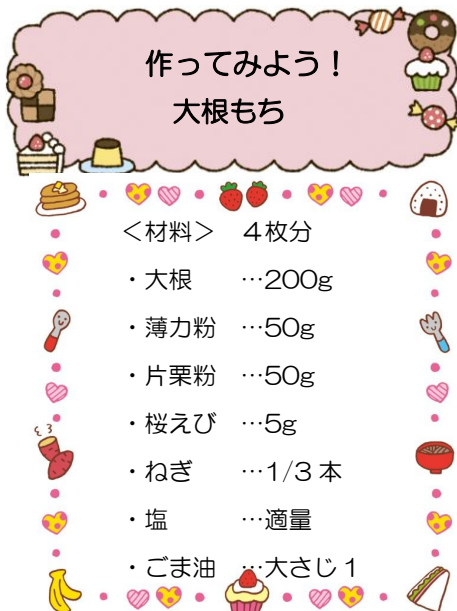 作ってみよう！
大根もち
＜材料＞　４枚分
・大根　…200g
・薄力粉　…50g
・片栗粉　…50g
・桜えび　…5g
・ねぎ　…1/3 本
・塩　…適量
・ごま油　…大さじ 1